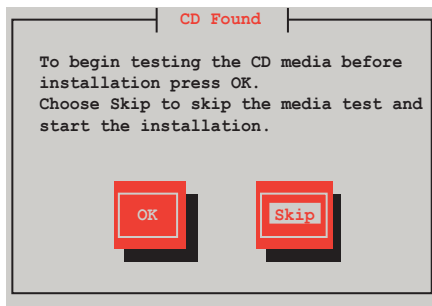 CD Found
To begin testing the CD media before
installation press OK.
Choose Skip to skip the media test and
start the installation.
OK
Skip